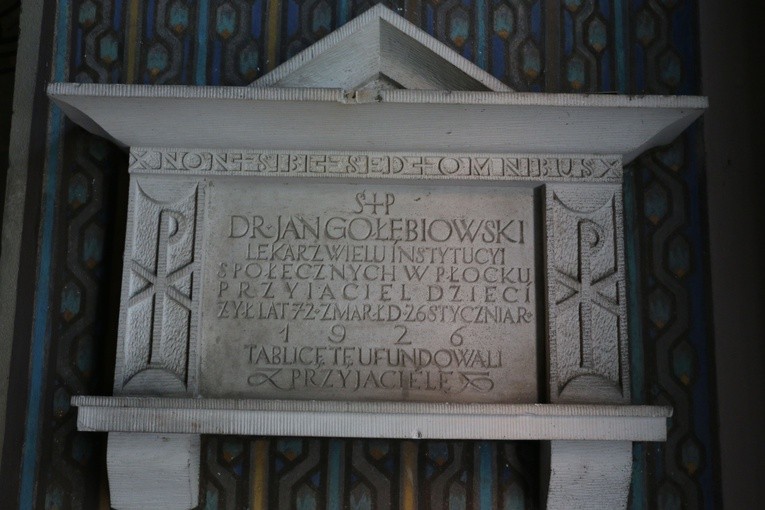 NON SIBI SED OMNIBUS
Ś+P
DR·JAN GOŁĘBIOWSKI
LEKARZ WIELU INSTYTUCYI
SPOŁECZNYCH W PŁOCKU
PRZYJACIEL DZIECI
ŻYŁ LAT 72·ZMARŁ D·26 STYCZNIA R·
1926
TABLICĘ TĘ UFUNDOWALI
PRZYJACIELE